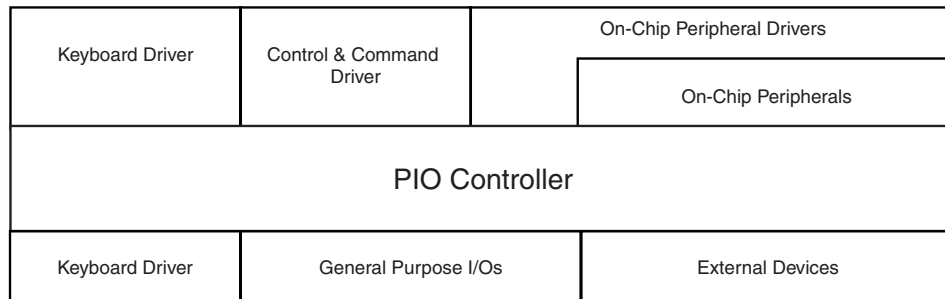 Keyboard Driver
Control & Command
Driver
On-Chip Peripheral Drivers
On-Chip Peripherals
PIO Controller
Keyboard Driver
General Purpose I/Os
External Devices